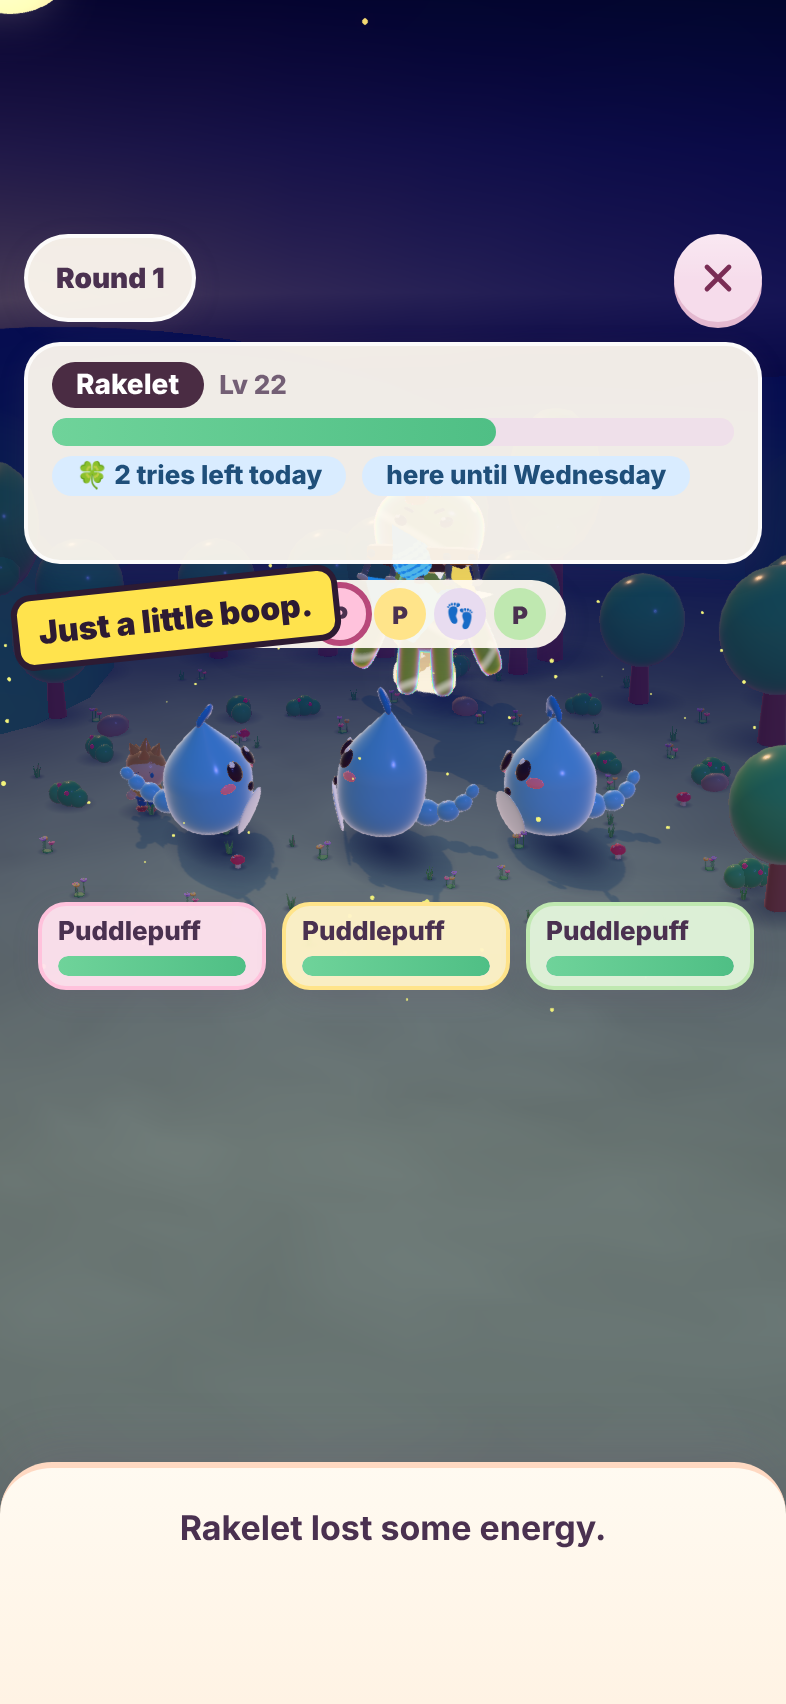 Round 1
Rakelet Lv 22
🍀 2 tries left today here until Wednesday
Just a little boop.
P P P
Puddlepuff Puddlepuff Puddlepuff
Rakelet lost some energy.